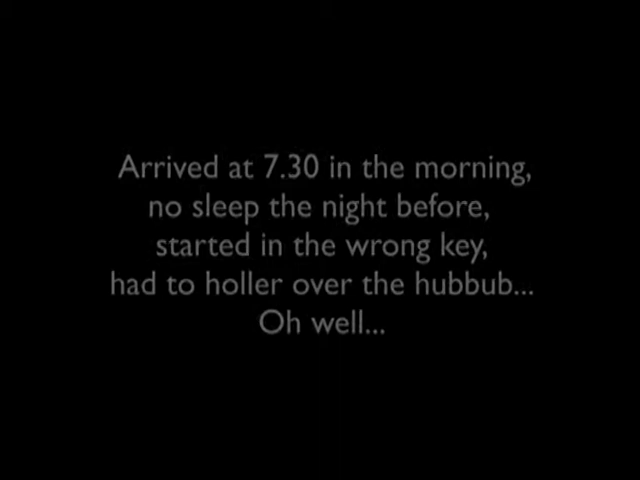 Arrived at 7.30 in the morning,
no sleep the night before,
started in the wrong key,
had to holler over the hubbub...
Oh well...